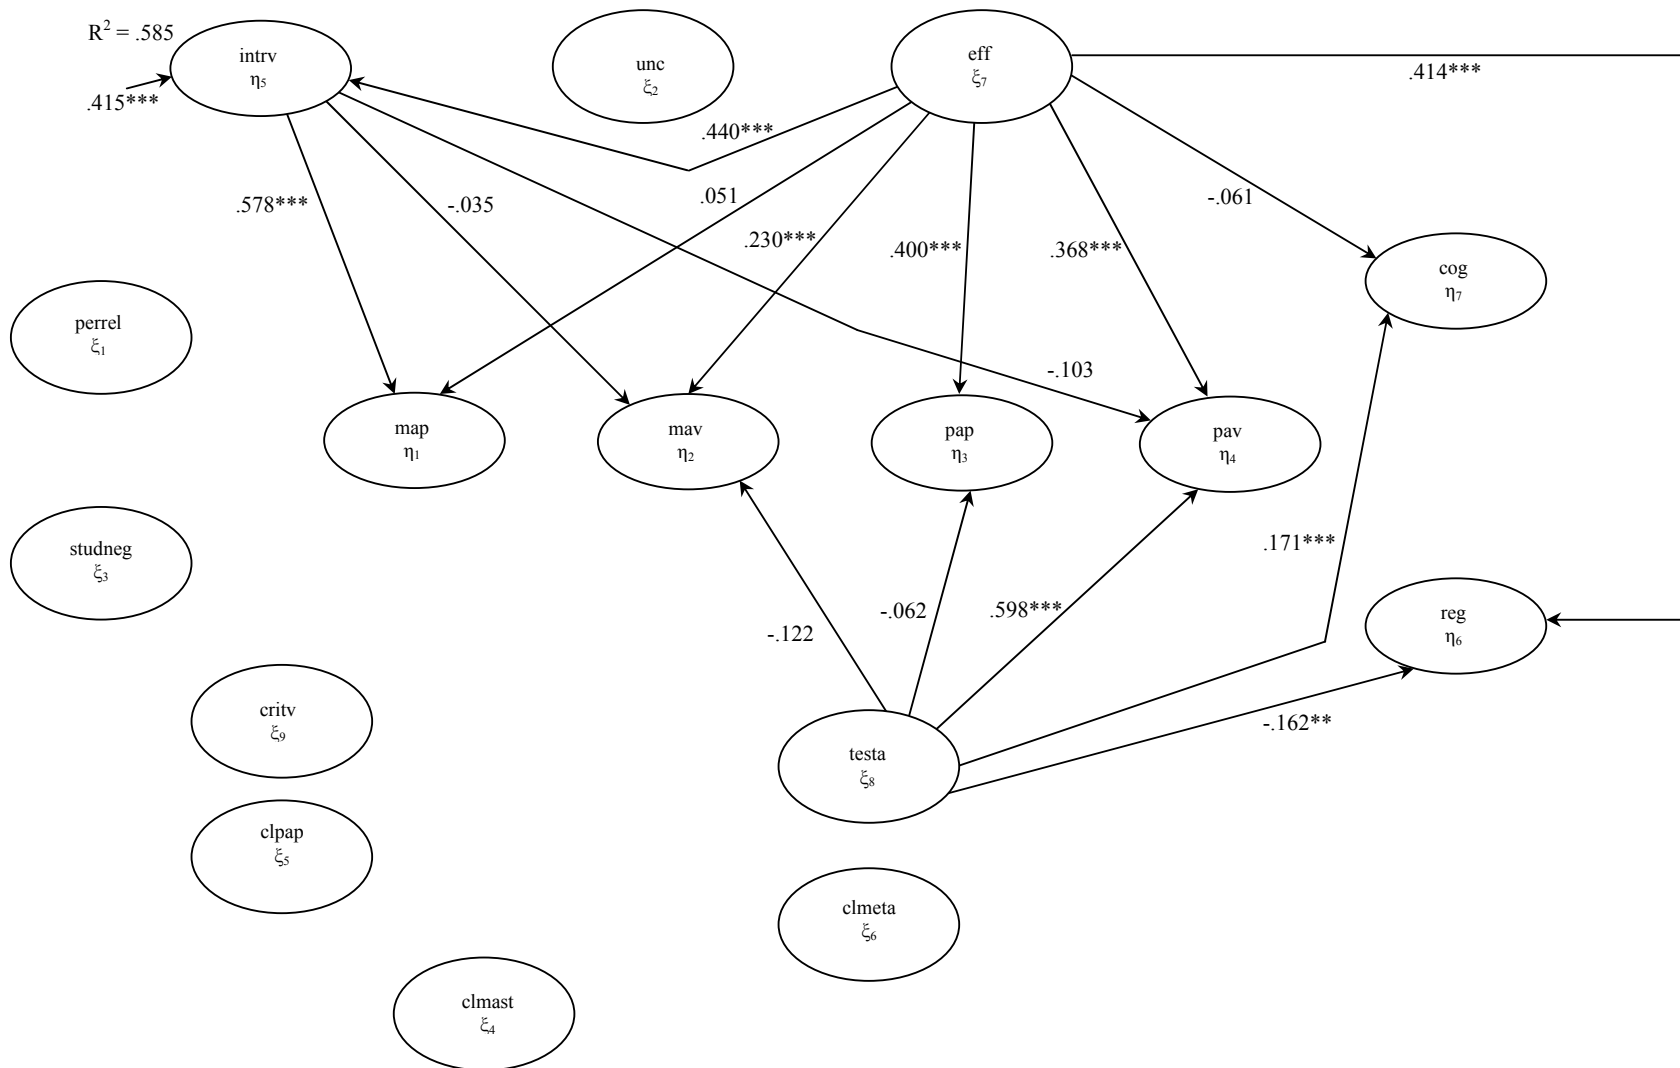 R² = .585
intrv
η₅
.415***
unc
ξ₂
eff
ξ₇
.414***
.440***
.578***
-.035
.051
.230***
.400***
.368***
-.061
cog
η₇
perrel
ξ₁
-.103
map
η₁
mav
η₂
pap
η₃
pav
η₄
studneg
ξ₃
.171***
-.122
-.062
.598***
reg
η₆
critv
ξ₉
testa
ξ₈
-.162**
clpap
ξ₅
clmeta
ξ₆
clmast
ξ₄